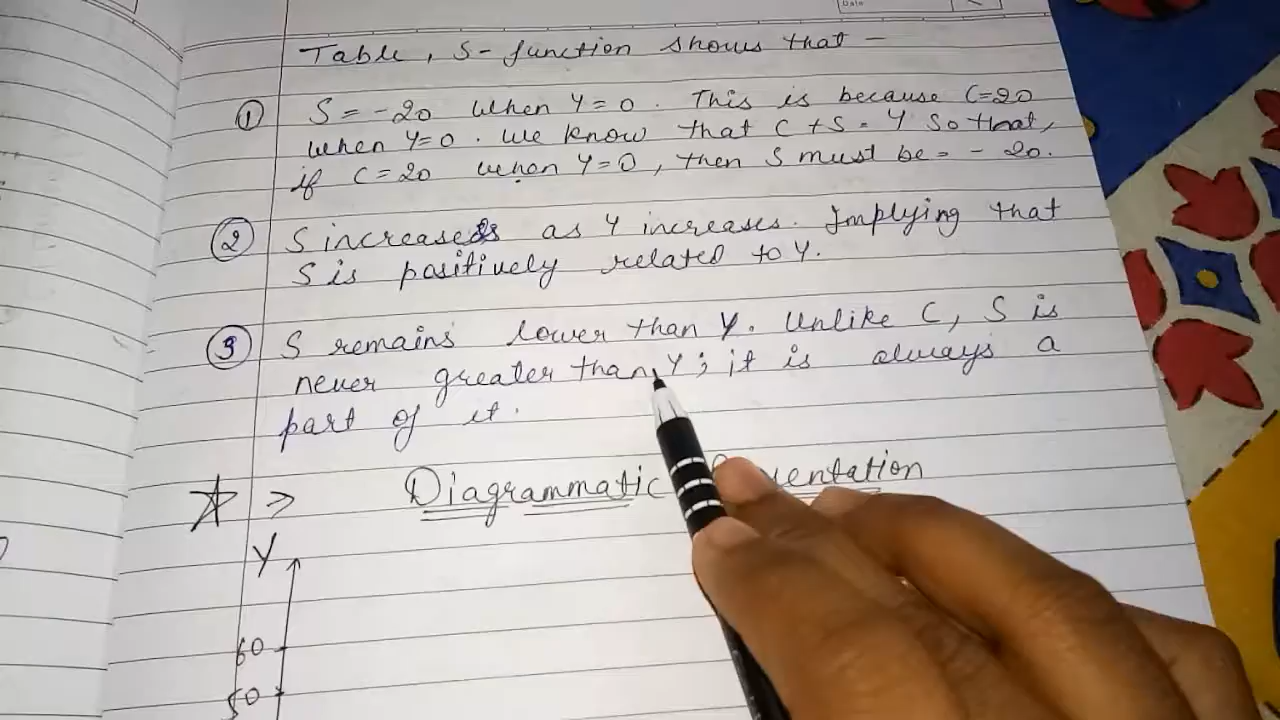 Date
Table, S-function shows that -
① S = -20 when Y=0. This is because C=20
when Y=0. We know that C+S = Y so that,
if C=20 when Y=0, then S must be = -20.
② S increases as Y increases. Implying that
S is positively related to Y.
③ S remains lower than Y. Unlike C, S is
never greater than Y; it is always a
part of it.
Diagrammatic
Y
60
50